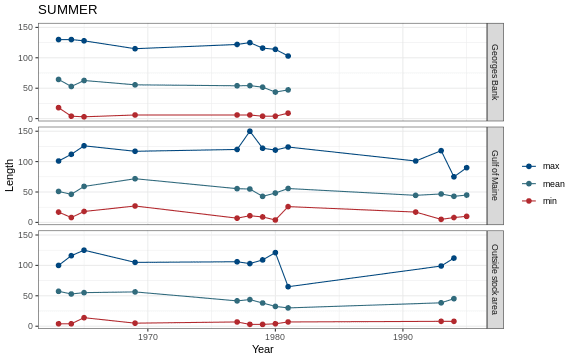 SUMMER
Length
150
100
50
0
Georges Bank
150
100
50
0
Gulf of Maine
150
100
50
0
Outside stock area
1970
1980
1990
Year
max
mean
min